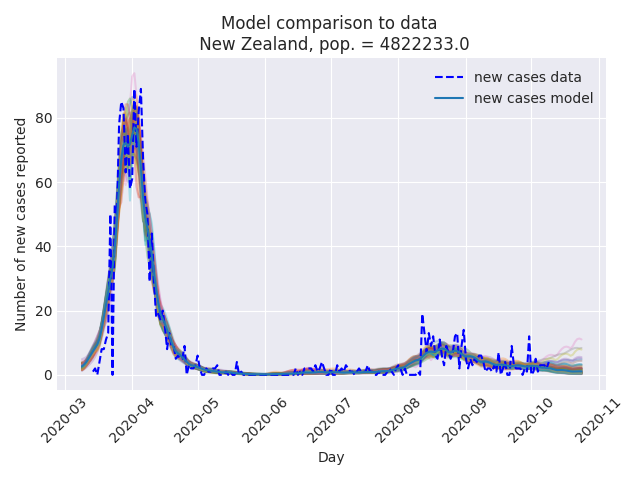 Model comparison to data
New Zealand, pop. = 4822233.0
new cases data
new cases model
Number of new cases reported
80
60
40
20
0
2020-03
2020-04
2020-05
2020-06
2020-07
2020-08
2020-09
2020-10
2020-11
Day